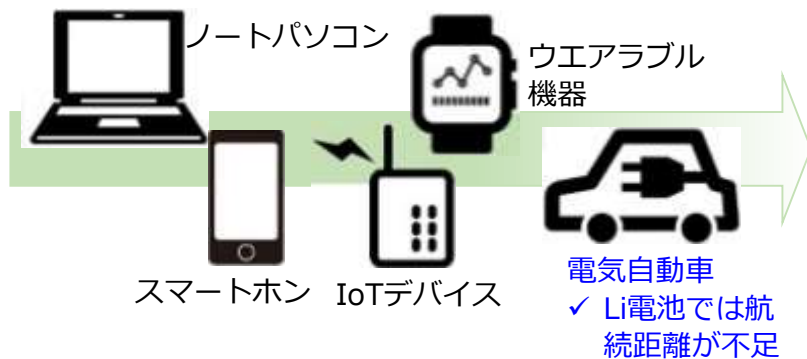 ノートパソコン
ウエアラブル
機器
スマートホン
IoTデバイス
電気自動車
✓ Li電池では航
続距離が不足